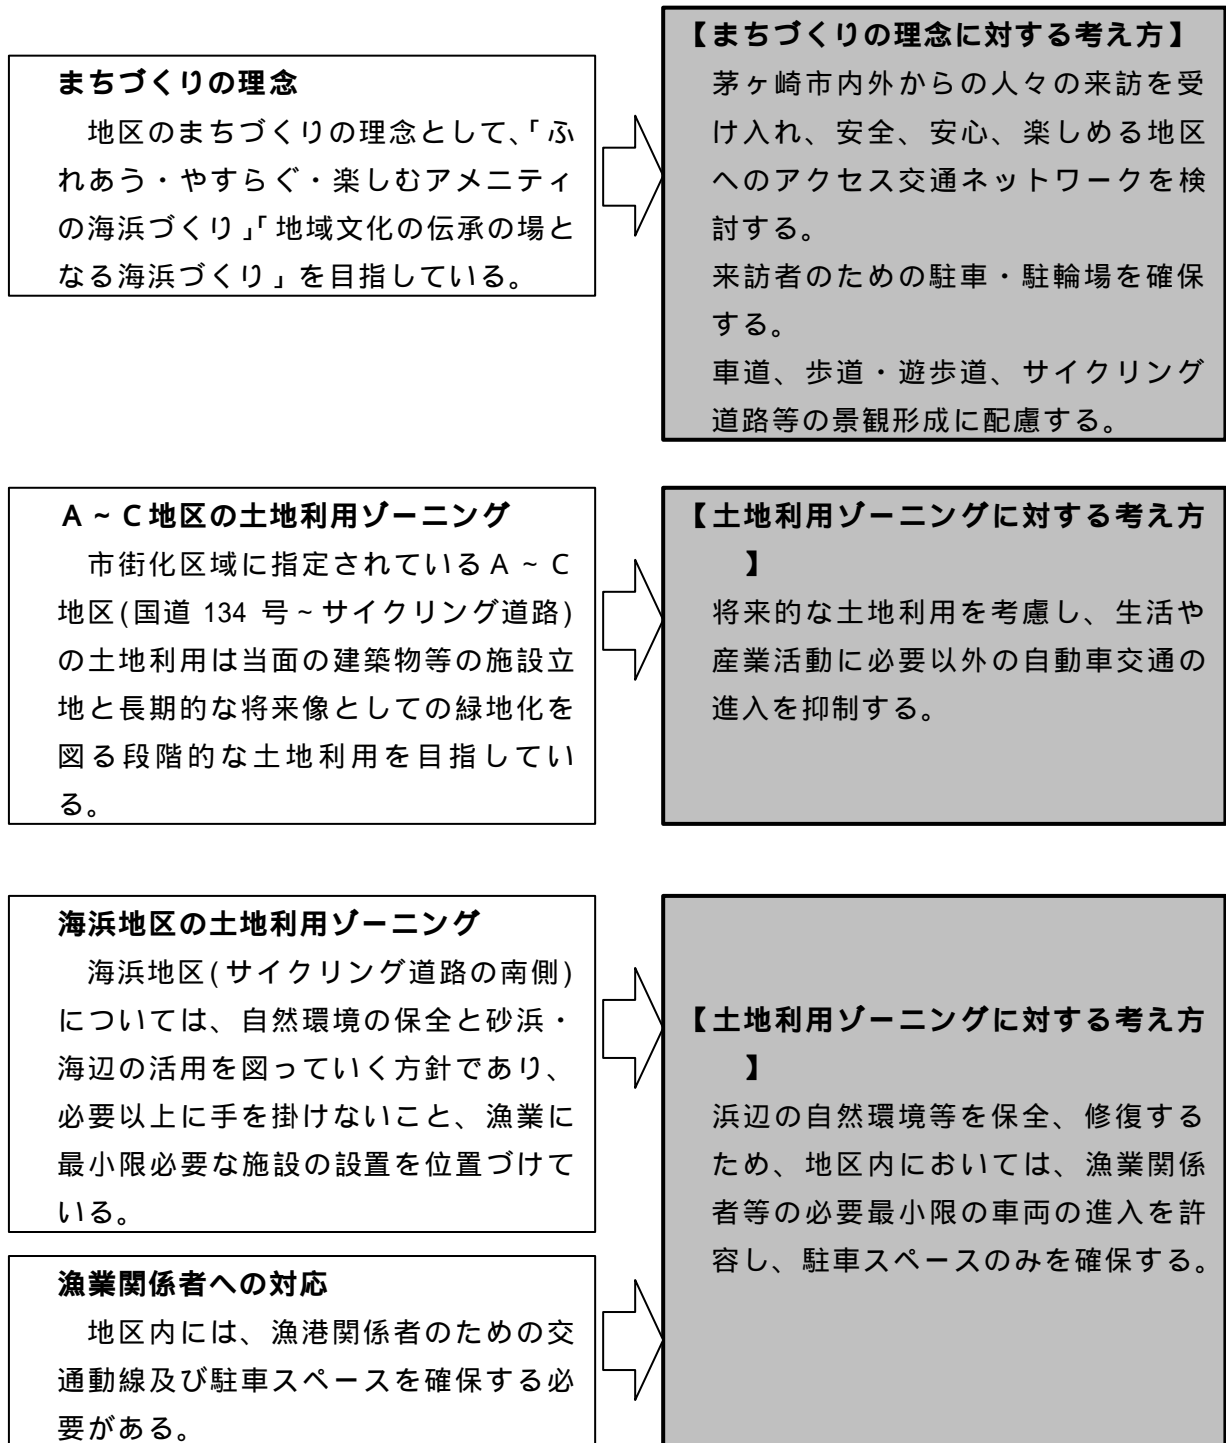 まちづくりの理念
地区のまちづくりの理念として、「ふ
れあう・やすらぐ・楽しむアメニティ
の海浜づくり」「地域文化の伝承の場と
なる海浜づくり」を目指している。
【まちづくりの理念に対する考え方】
茅ヶ崎市内外からの人々の来訪を受
け入れ、安全、安心、楽しめる地区
へのアクセス交通ネットワークを検
討する。
来訪者のための駐車・駐輪場を確保
する。
車道、歩道・遊歩道、サイクリング
道路等の景観形成に配慮する。
A~C地区の土地利用ゾーニング
市街化区域に指定されているA~C
地区(国道 134 号~サイクリング道路)
の土地利用は当面の建築物等の施設立
地と長期的な将来像としての緑地化を
図る段階的な土地利用を目指してい
る。
【土地利用ゾーニングに対する考え方
】
将来的な土地利用を考慮し、生活や
産業活動に必要以外の自動車交通の
進入を抑制する。
海浜地区の土地利用ゾーニング
海浜地区(サイクリング道路の南側)
については、自然環境の保全と砂浜・
海辺の活用を図っていく方針であり、
必要以上に手を掛けないこと、漁業に
最小限必要な施設の設置を位置づけて
いる。
漁業関係者への対応
地区内には、漁港関係者のための交
通動線及び駐車スペースを確保する必
要がある。
【土地利用ゾーニングに対する考え方
】
浜辺の自然環境等を保全、修復する
ため、地区内においては、漁業関係
者等の必要最小限の車両の進入を許
容し、駐車スペースのみを確保する。